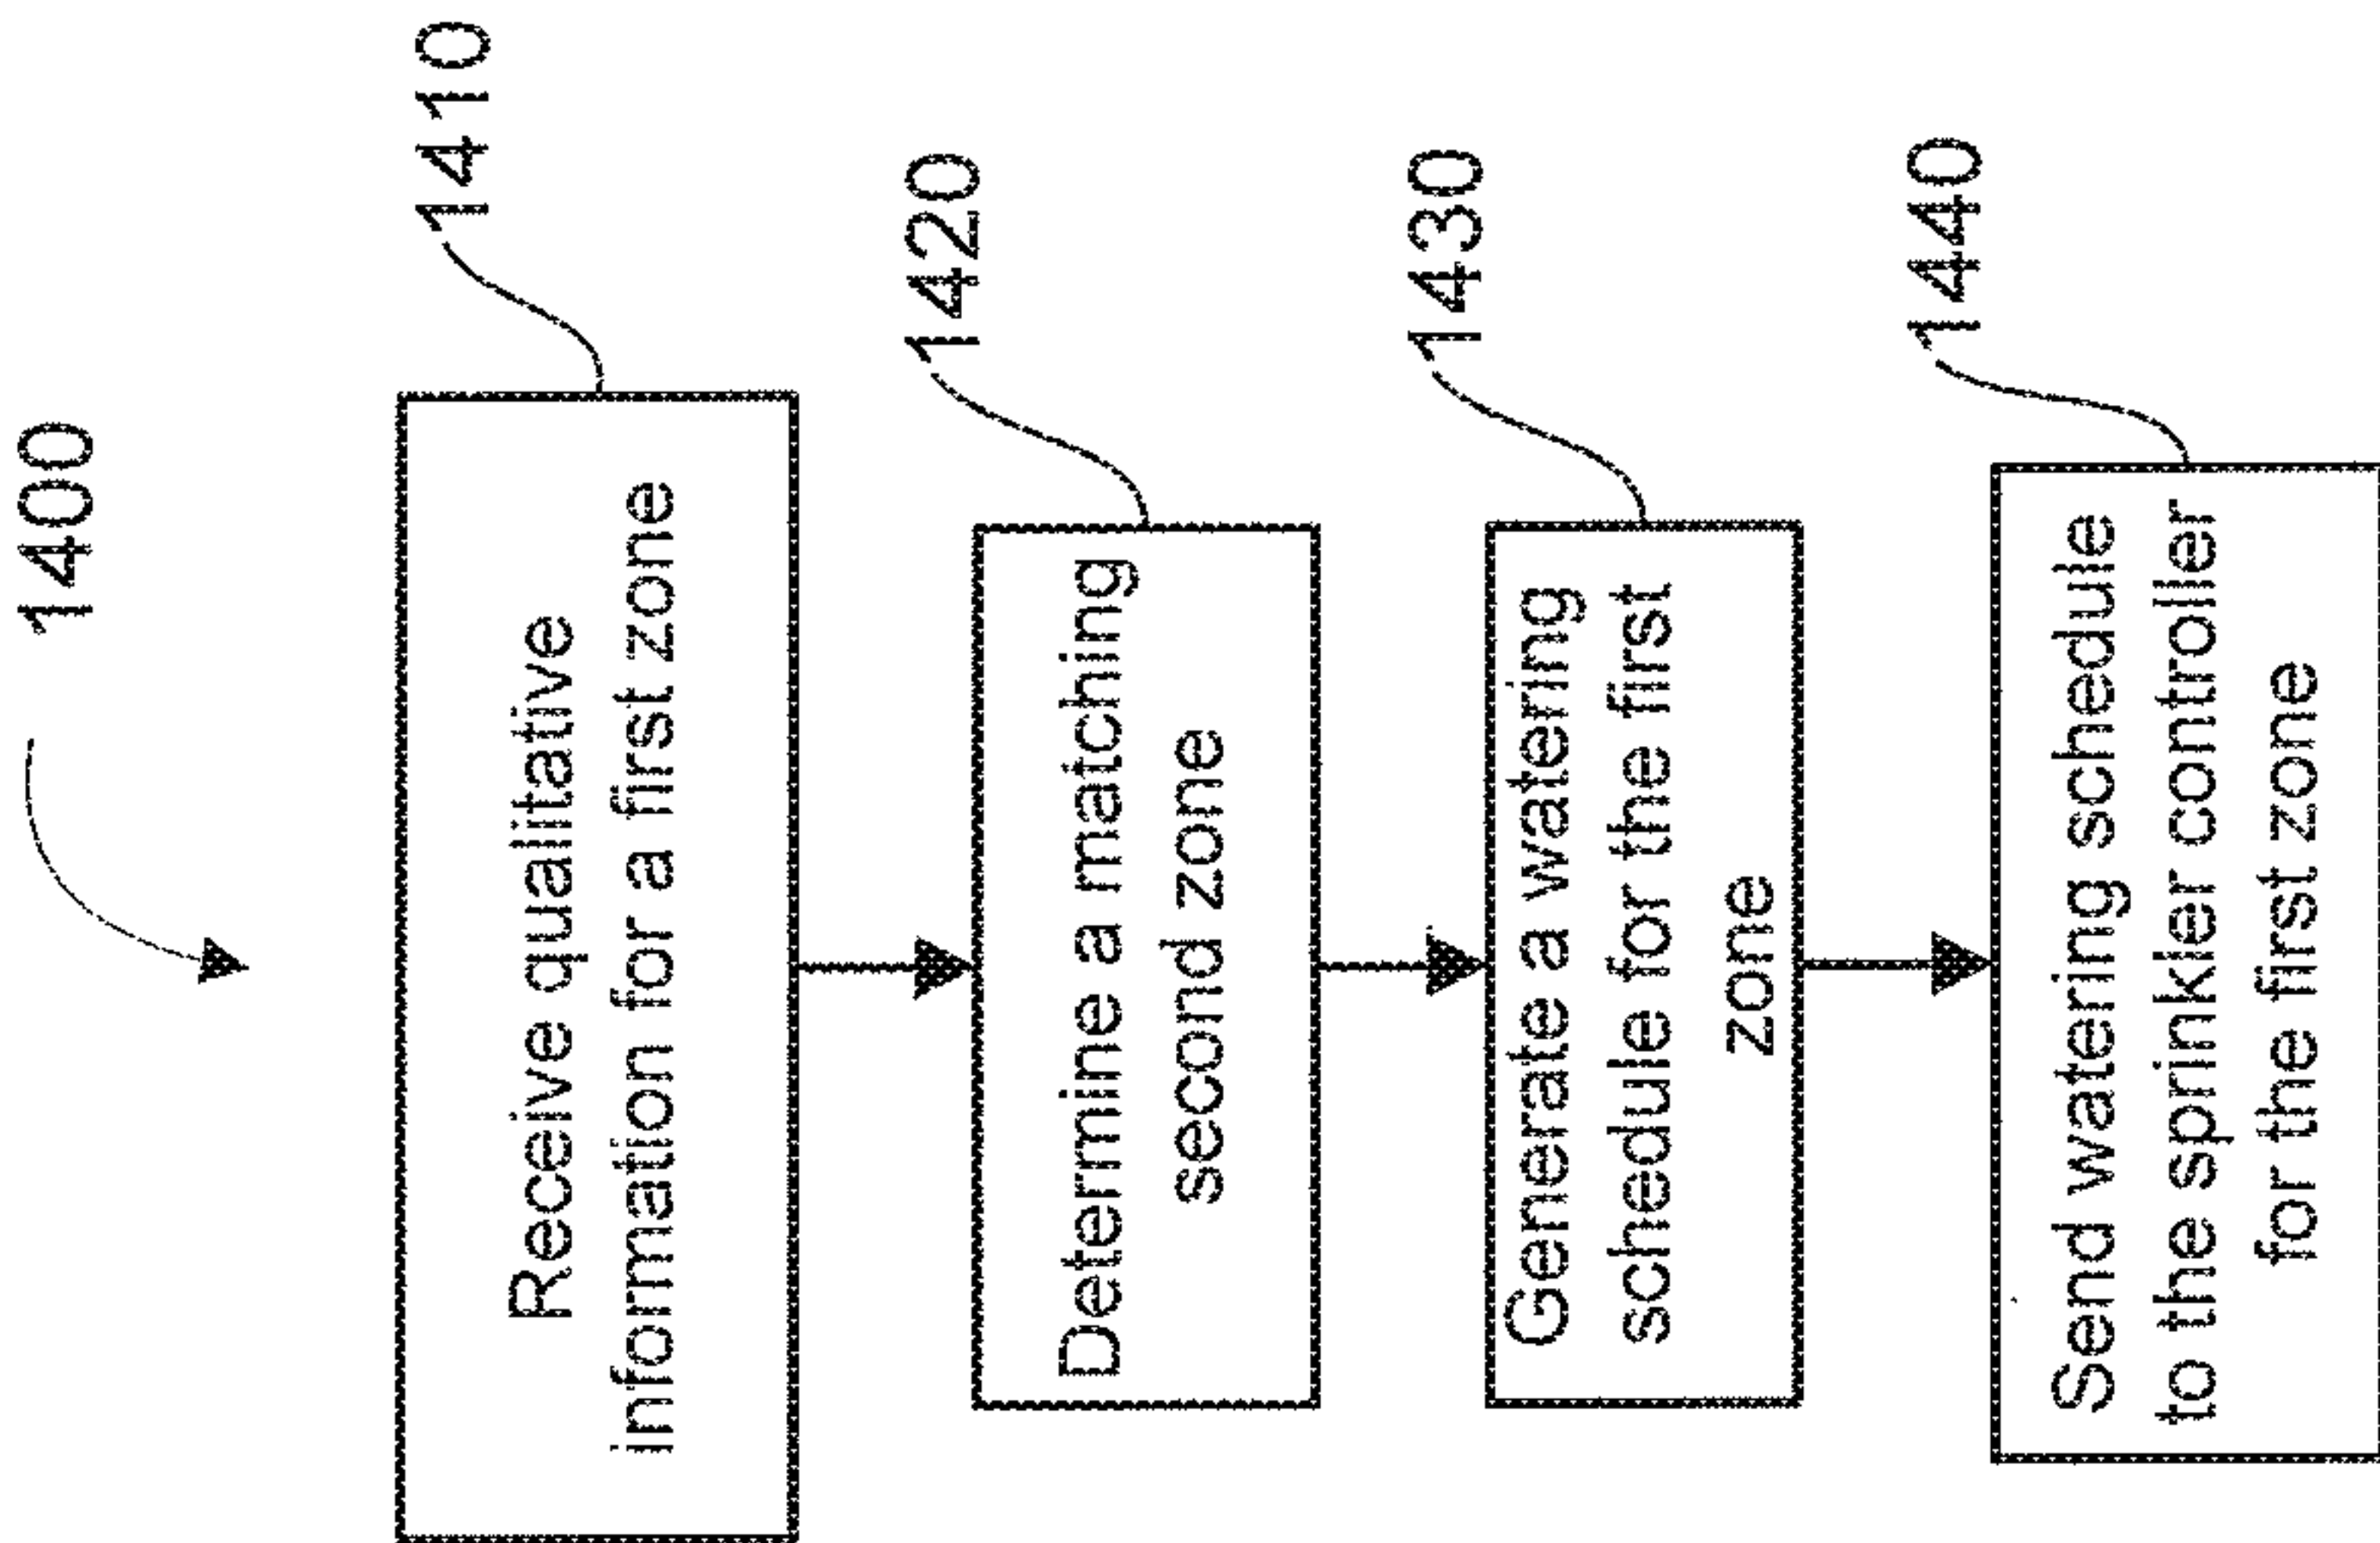 1400
Receive qualitative
information for a first zone
1410
Determine a matching
second zone
1420
Generate a watering
schedule for the first
zone
1430
Send watering schedule
to the sprinkler controller
for the first zone
1440